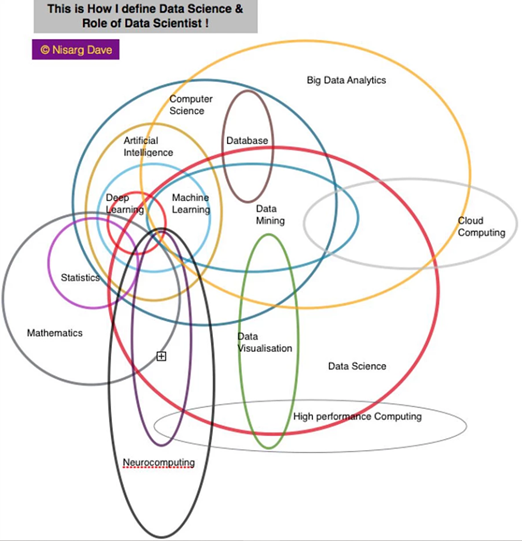 This is How I define Data Science &
Role of Data Scientist !
© Nisarg Dave
Big Data Analytics
Computer
Science
Database
Artificial
Intelligence
Deep
Learning
Machine
Learning
Data
Mining
Cloud
Computing
Statistics
Mathematics
Data
Visualisation
Data Science
High performance Computing
Neurocomputing